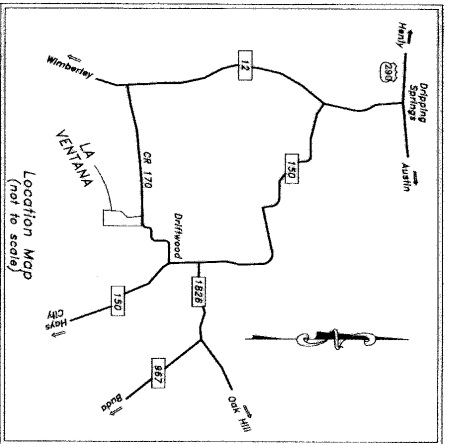 Henly
290
Dripping
Springs
Austin
12
Wimberley
150
CR 170
LA
VENTANA
Driftwood
1826
150
Hays
City
967
Buda
Oak Hill
Location Map
(not to scale)